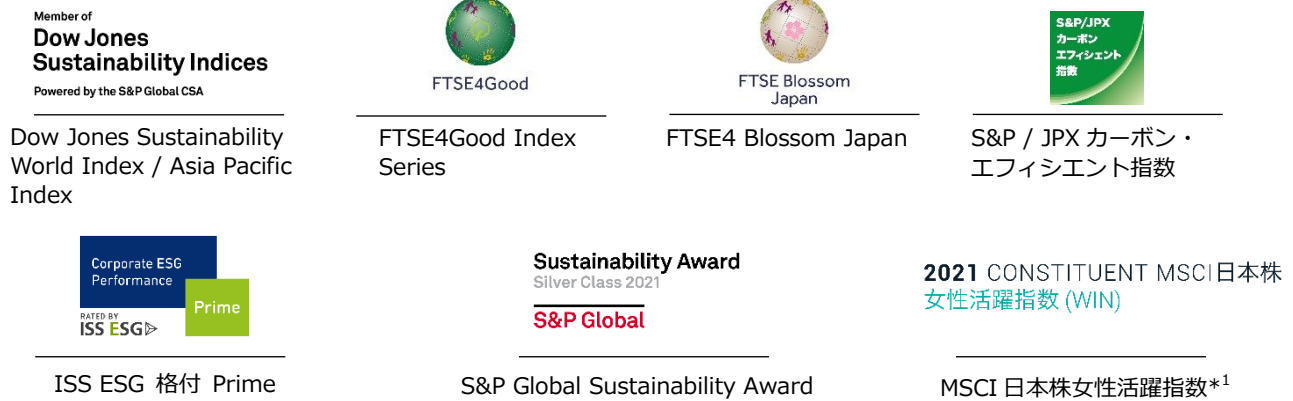 Member of
Dow Jones
Sustainability Indices
Powered by the S&P Global CSA
Dow Jones Sustainability
World Index / Asia Pacific
Index
FTSE4Good
FTSE4Good Index
Series
FTSE Blossom
Japan
FTSE4 Blossom Japan
S&P/JPX
カーボン
エフィシェント
指数
S&P / JPX カーボン・
エフィシエント指数
Corporate ESG
Performance
Prime
RATED BY
ISS ESG
ISS ESG 格付 Prime
Sustainability Award
Silver Class 2021
S&P Global
S&P Global Sustainability Award
2021 CONSTITUENT MSCI日本株
女性活躍指数 (WIN)
MSCI 日本株女性活躍指数*1